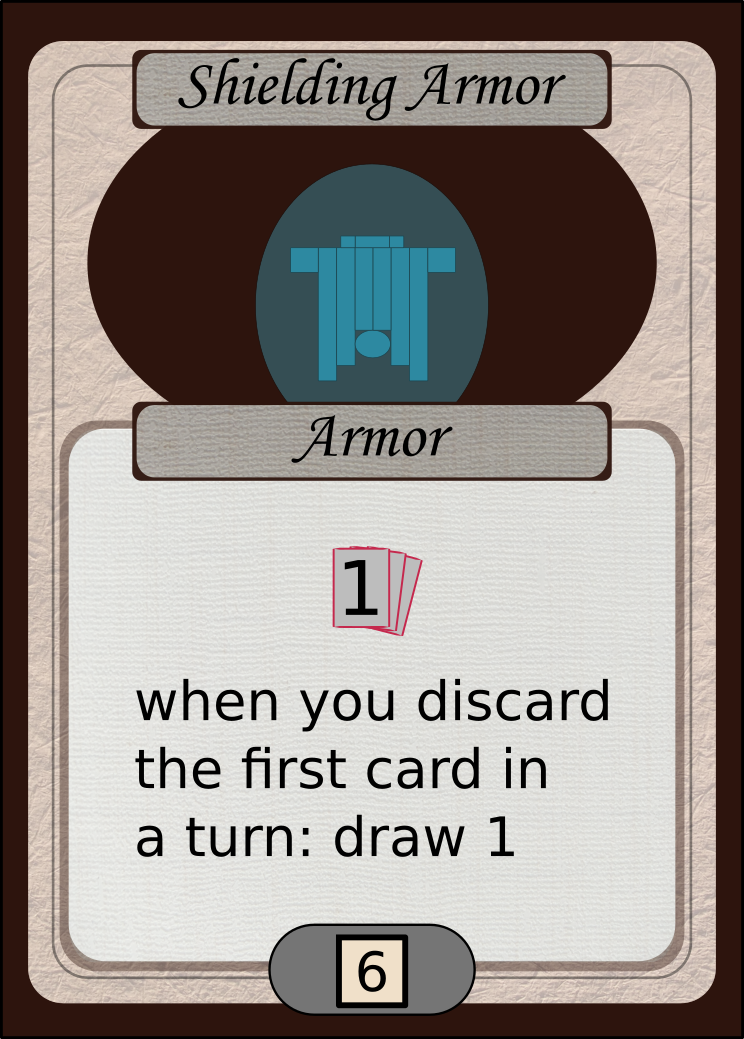 Shielding Armor
Armor
1
when you discard
the first card in
a turn: draw 1
6